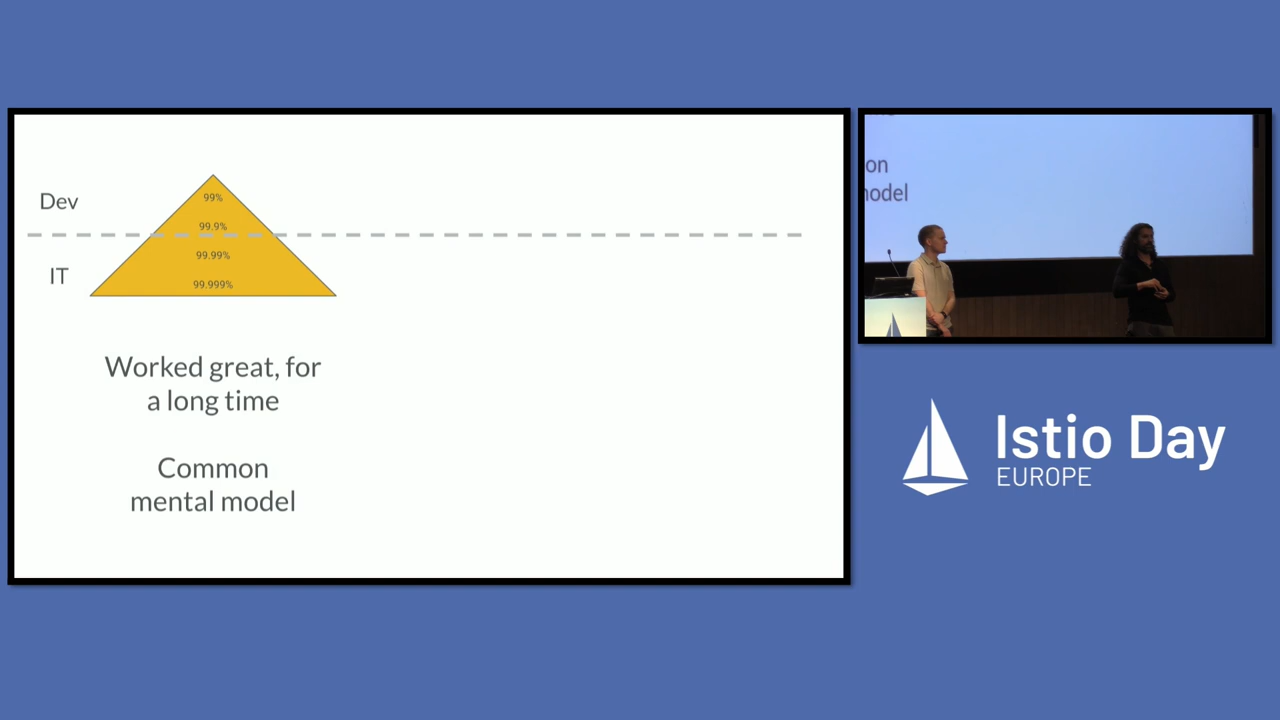 Dev
IT
99%
99.9%
99.99%
99.999%
Worked great, for
a long time
Common
mental model
on
model
Istio Day
EUROPE